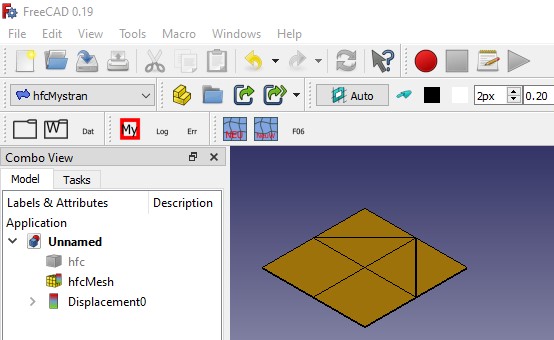 FreeCAD 0.19
File Edit View Tools Macro Windows Help
hfcMystran Auto 2px 0.20
W Dat My Log Err NEU F06
Combo View
Model Tasks
Labels & Attributes Description
Application
Unnamed
hfc
hfcMesh
Displacement0